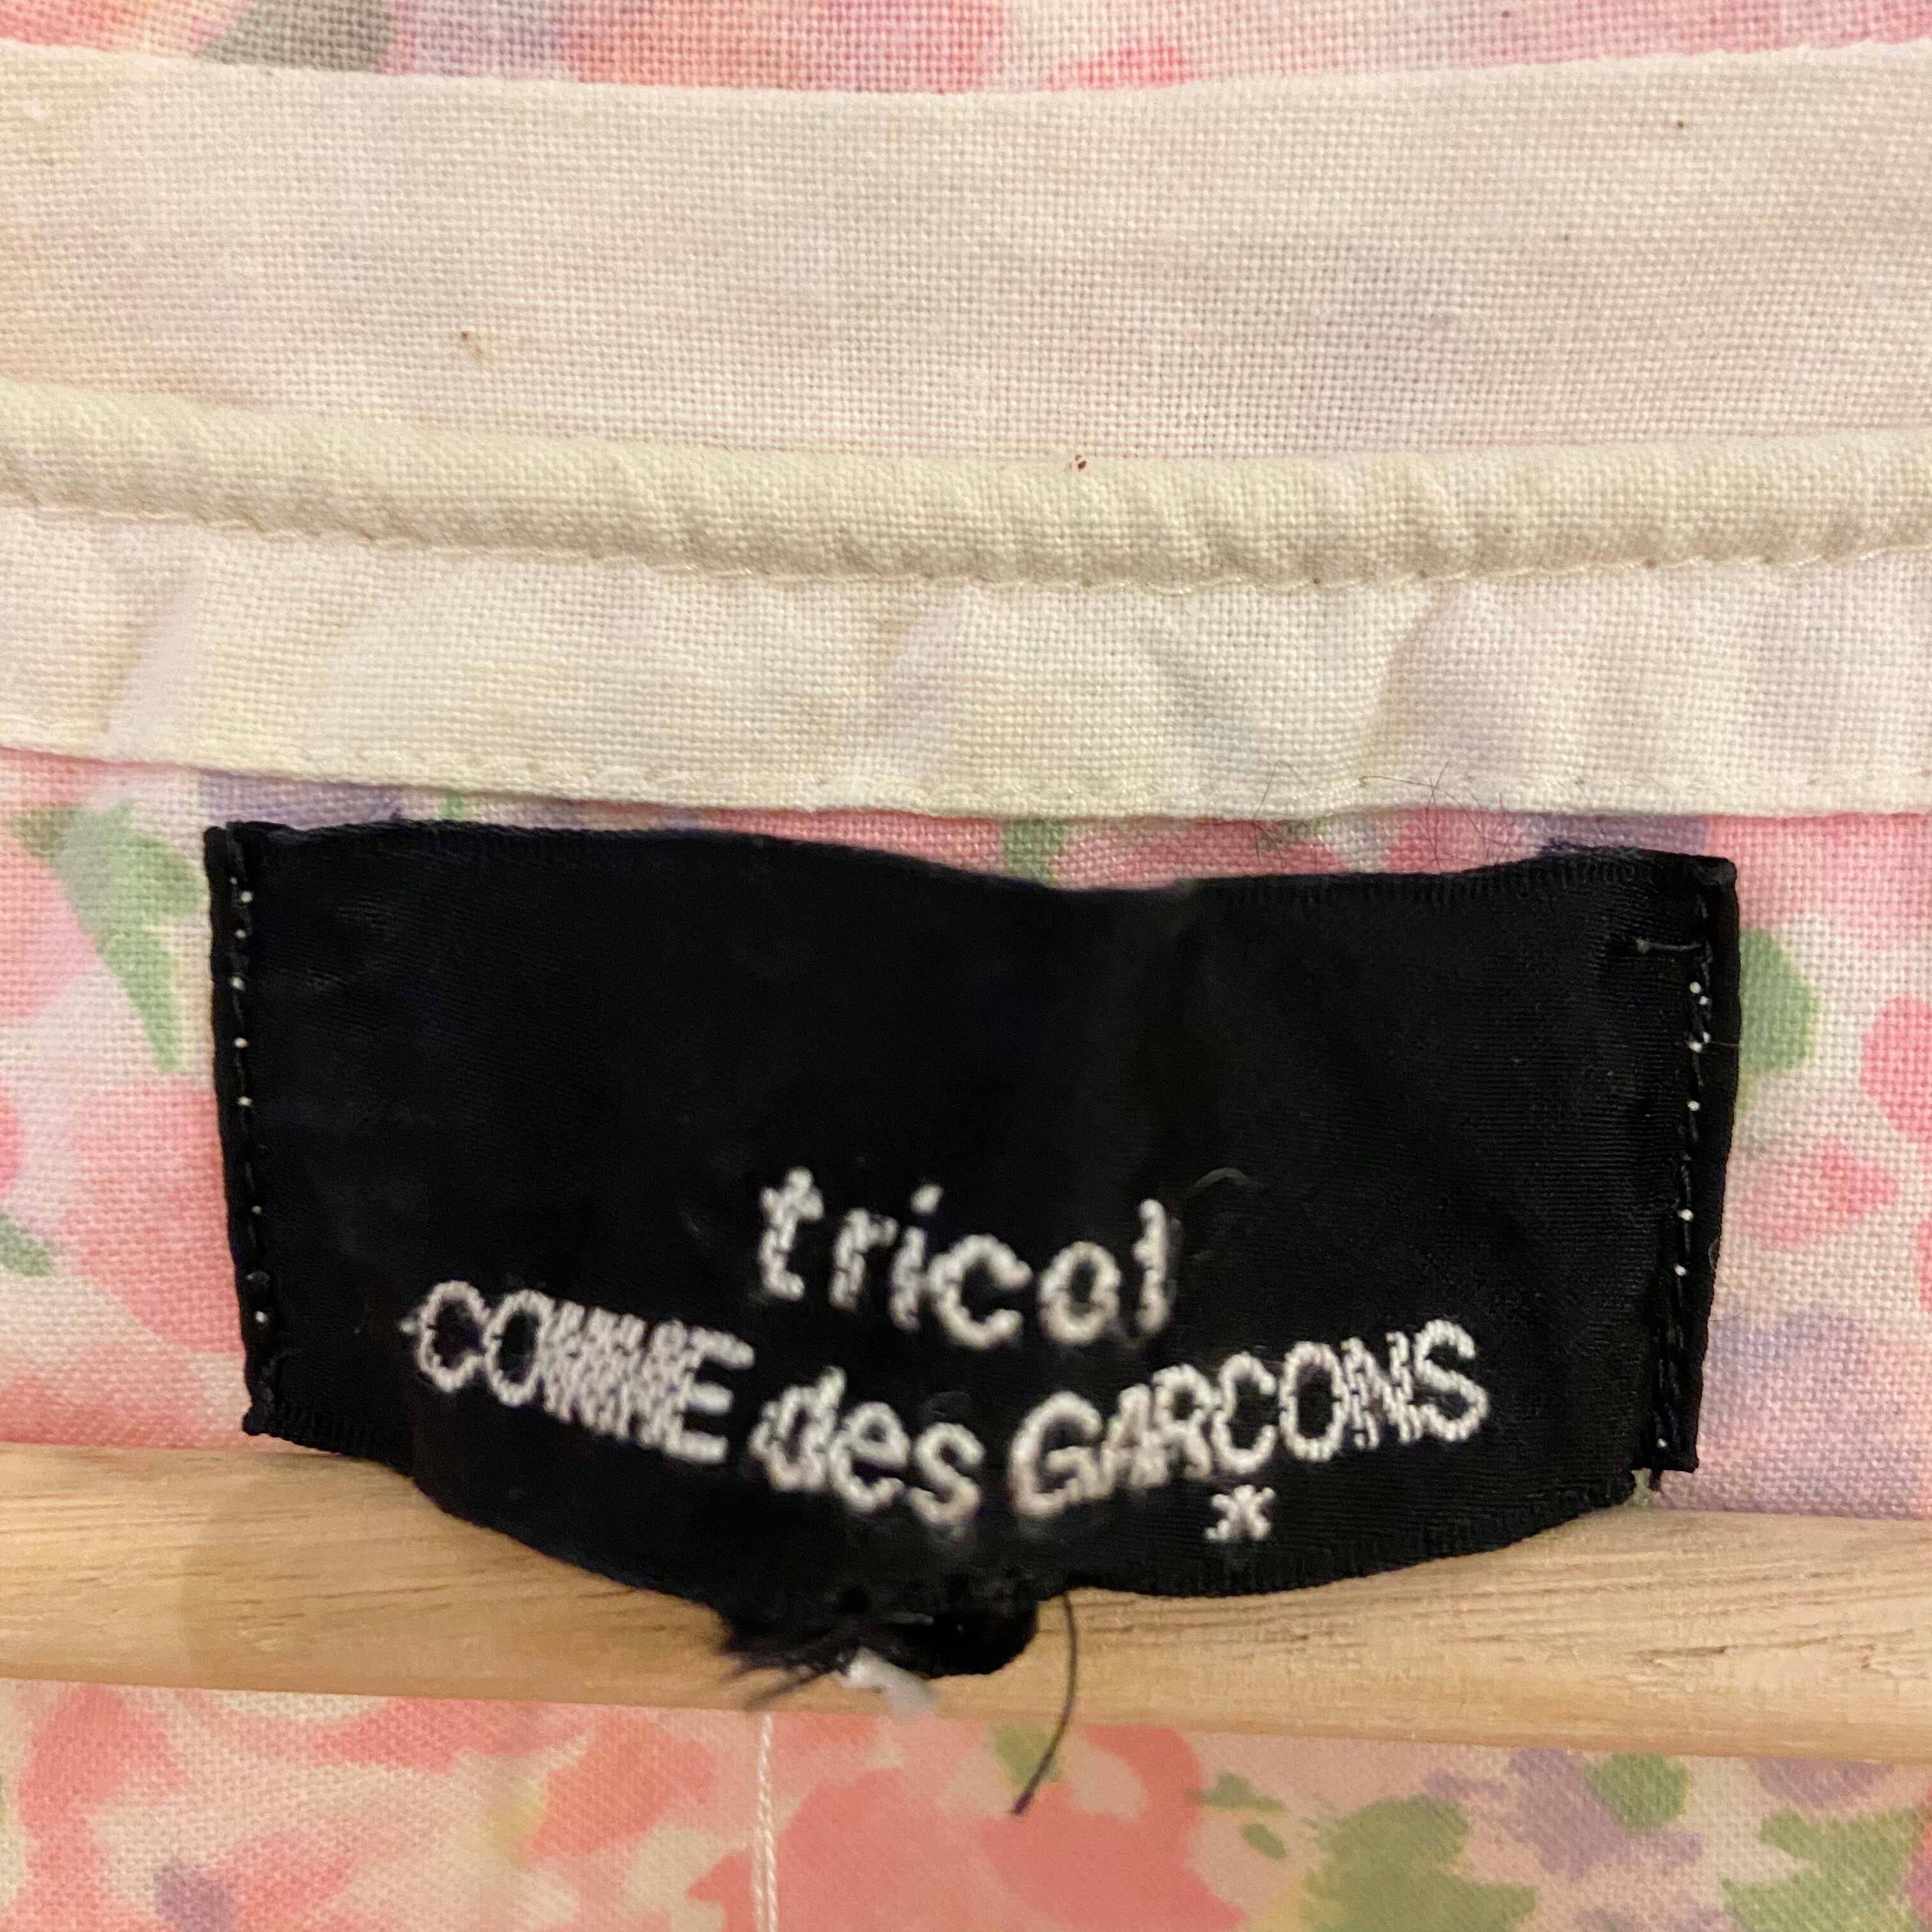 tricot
COMME des GARCONS
*